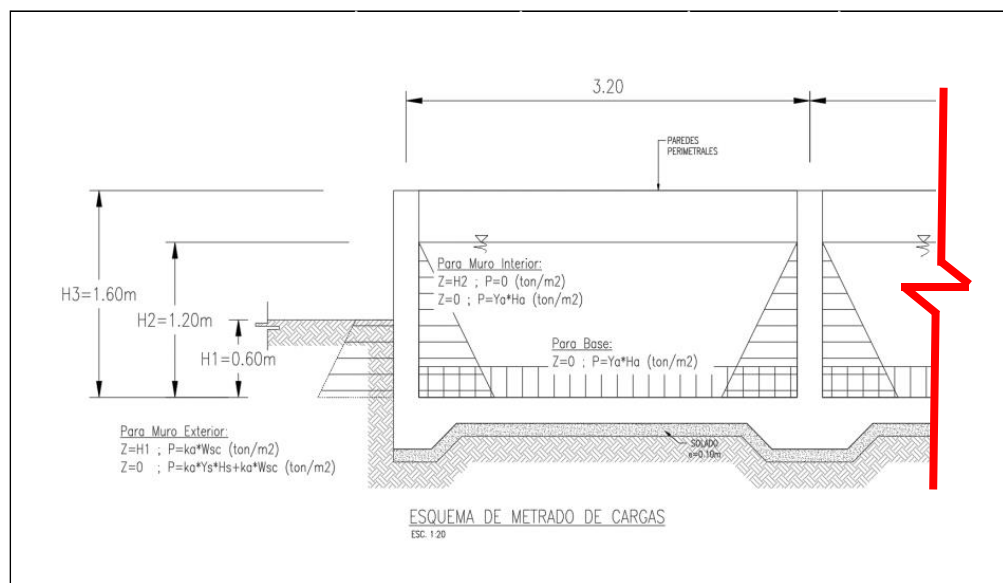 3.20
PAREDES
PERIMETRALES
H3=1.60m
H2=1.20m
H1=0.60m
Para Muro Interior:
Z=H2 ; P=0 (ton/m2)
Z=0 ; P=Ya*Ha (ton/m2)
Para Base:
Z=0 ; P=Ya*Ha (ton/m2)
Para Muro Exterior:
Z=H1 ; P=ka*Wsc (ton/m2)
Z=0 ; P=ka*Ys*Hs+ka*Wsc (ton/m2)
SOLADO
e=0.10m
ESQUEMA DE METRADO DE CARGAS
ESC. 1:20